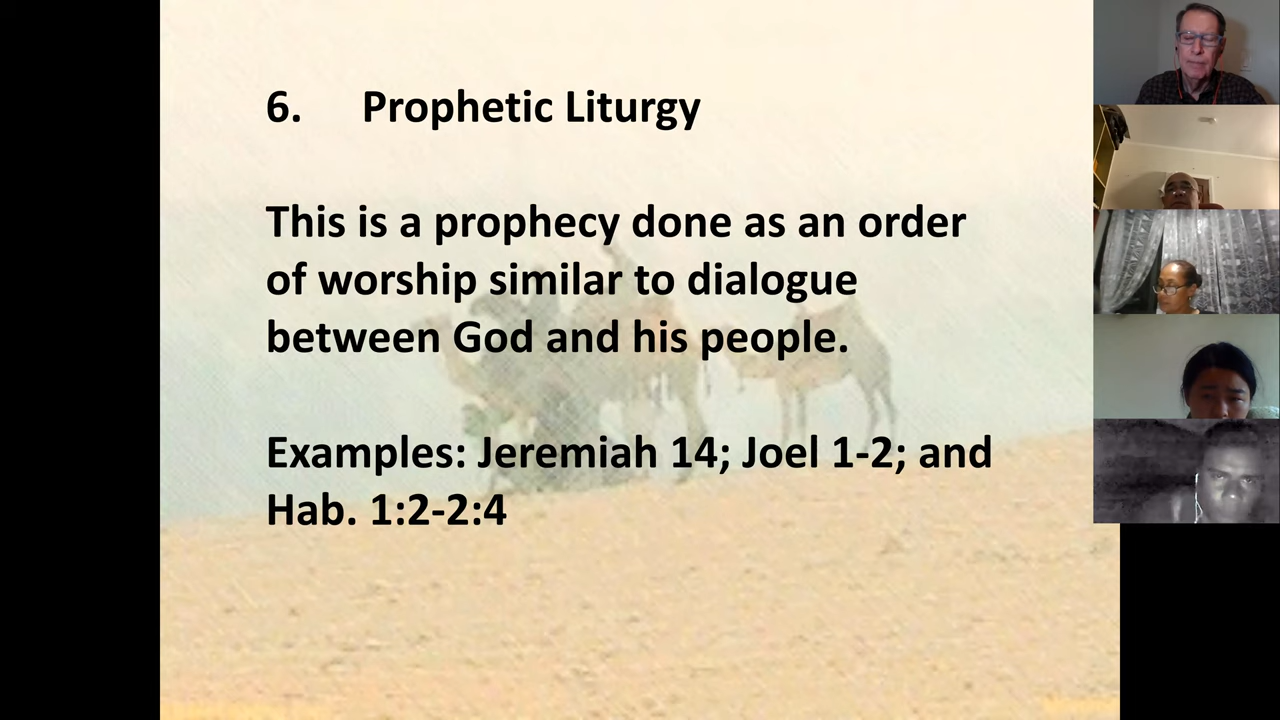 6. Prophetic Liturgy
This is a prophecy done as an order
of worship similar to dialogue
between God and his people.
Examples: Jeremiah 14; Joel 1-2; and
Hab. 1:2-2:4